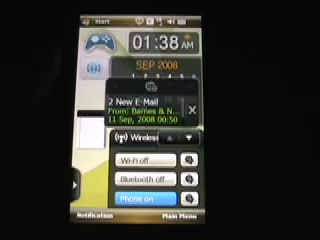 Start
01:38 AM
SEP 2008
2 New E-Mail
From: Barnes & N...
11 Sep, 2008 00:50
Wireless
Wi-Fi off
Bluetooth off
Phone on
Notification Main Menu